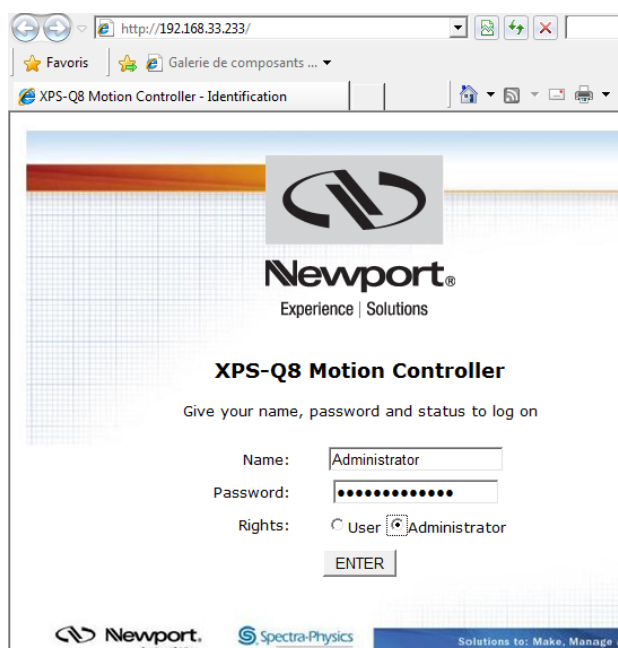 http://192.168.33.233/
Favoris Galerie de composants ...
XPS-Q8 Motion Controller - Identification
Newport®
Experience | Solutions
XPS-Q8 Motion Controller
Give your name, password and status to log on
Name: Administrator
Password: •••••••••••••
Rights: User Administrator
ENTER
Newport. Spectra-Physics Solutions to: Make, Manage